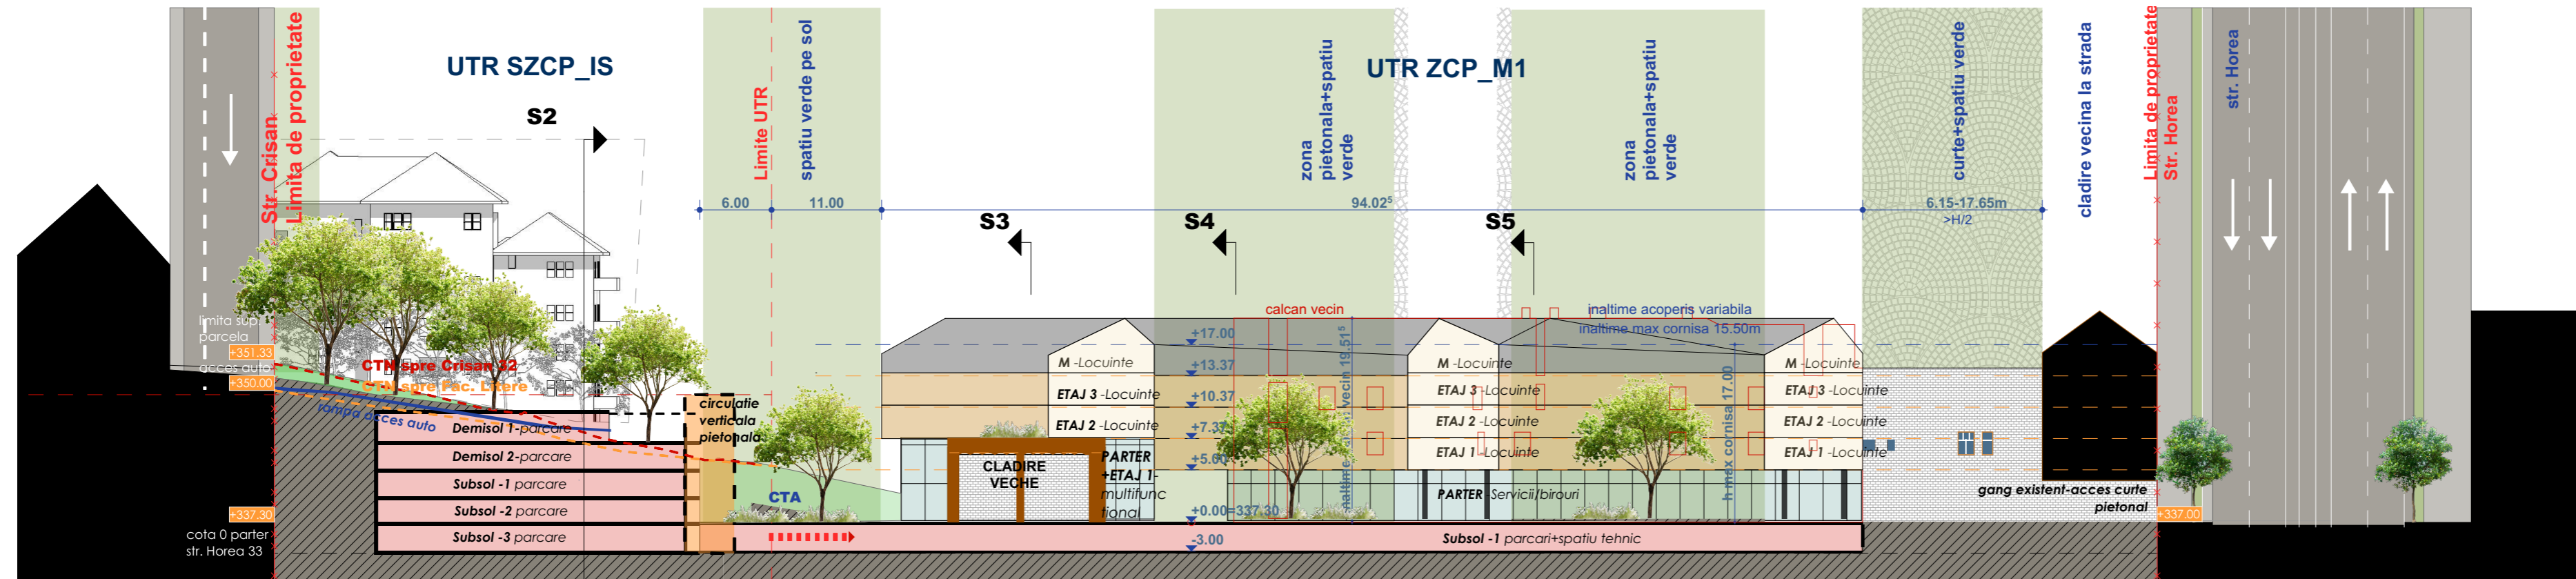 UTR SZCP_IS
UTR ZCP_M1
Str. Crisan
Limita de proprietate
Limite UTR
spatiu verde pe sol
zona
pietonala+spatiu
verde
zona
pietonala+spatiu
verde
curte+spatiu verde
cladire vecina la strada
Limita de proprietate
Str. Horea
str. Horea
S2
S3
S4
S5
6.00
11.00
94.02⁵
6.15-17.65m
>H/2
calcan vecin
inaltime acoperis variabila
inaltime max cornisa 15.50m
limita sup.
parcela
+351.33
acces auto
+350.00
CTN spre Crisan 32
CTN spre Fac. Litere
rampa acces auto
Demisol 1-parcare
Demisol 2-parcare
Subsol -1 parcare
Subsol -2 parcare
Subsol -3 parcare
+337.30
cota 0 parter
str. Horea 33
circulatie
verticala
pietonala
CTA
CLADIRE
VECHE
PARTER
+ETAJ 1-
multifunc
tional
M -Locuinte
ETAJ 3 -Locuinte
ETAJ 2 -Locuinte
+17.00
+13.37
+10.37
+7.37
+5.00
+0.00=337.30
-3.00
vecin 19.51⁵
M -Locuinte
ETAJ 3 -Locuinte
ETAJ 2 -Locuinte
ETAJ 1 -Locuinte
PARTER -Servicii/birouri
h max cornisa 17.00
M -Locuinte
ETAJ 3 -Locuinte
ETAJ 2 -Locuinte
ETAJ 1 -Locuinte
Subsol -1 parcari+spatiu tehnic
gang existent-acces curte
pietonal
+337.00